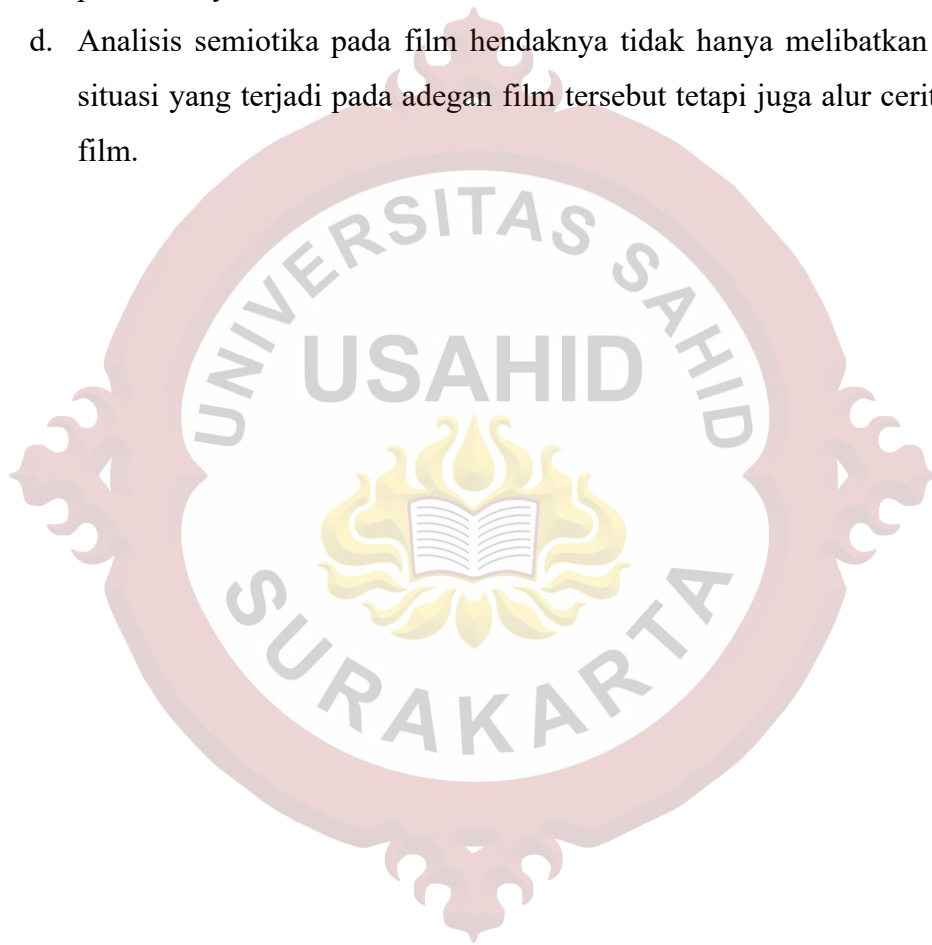 d. Analisis semiotika pada film hendaknya tidak hanya melibatkan
situasi yang terjadi pada adegan film tersebut tetapi juga alur
film.
UNIVERSITAS SAHID
USAHID
SURAKARTA